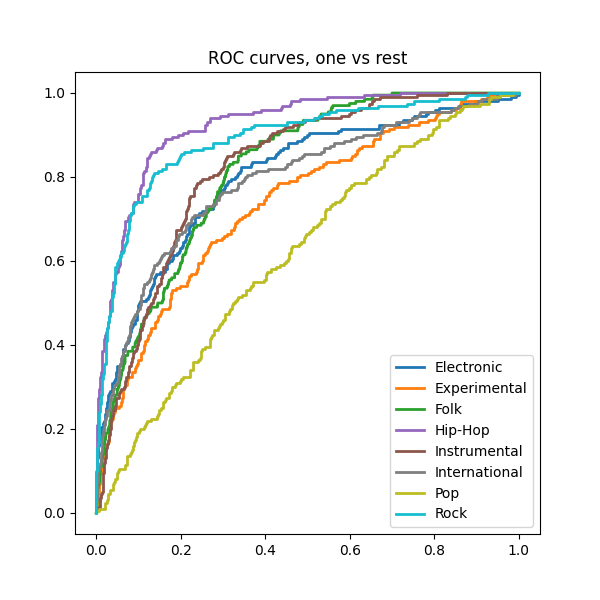 ROC curves, one vs rest
1.0
0.8
0.6
0.4
0.2
0.0
Electronic
Experimental
Folk
Hip-Hop
Instrumental
International
Pop
Rock
0.0 0.2 0.4 0.6 0.8 1.0